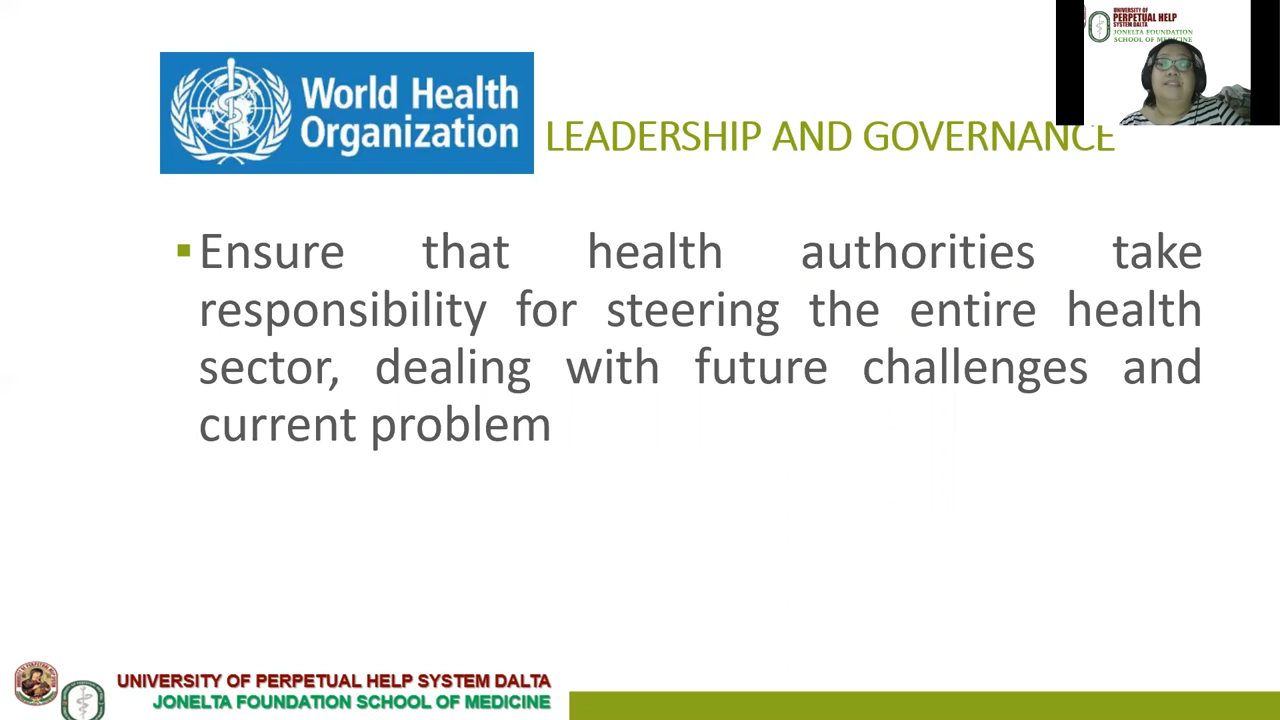 UNIVERSITY OF
PERPETUAL HELP
SYSTEM DALTA
JONELTA FOUNDATION
SCHOOL OF MEDICINE
World Health
Organization
LEADERSHIP AND GOVERNANCE
Ensure that health authorities take
responsibility for steering the entire health
sector, dealing with future challenges and
current problem
UNIVERSITY OF PERPETUAL HELP SYSTEM DALTA
JONELTA FOUNDATION SCHOOL OF MEDICINE